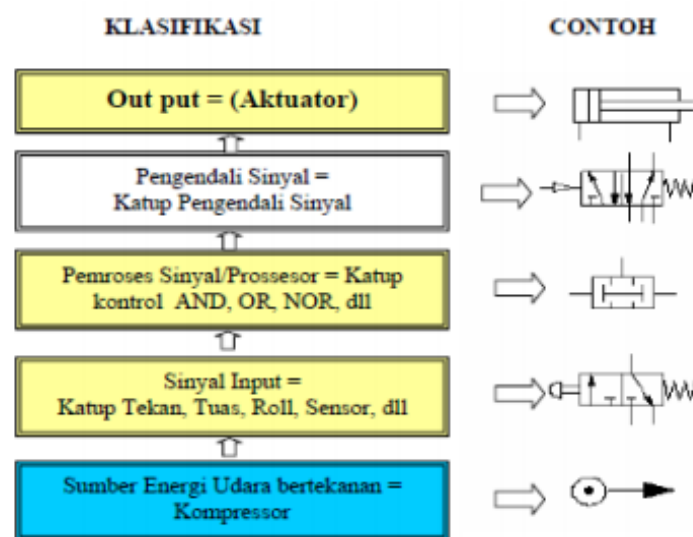 KLASIFIKASI
CONTOH
Out put = (Aktuator)
Pengendali Sinyal =
Katup Pengendali Sinyal
Pemroses Sinyal/Prossesor = Katup
kontrol AND, OR, NOR, dll
Sinyal Input =
Katup Tekan, Tuas, Roll, Sensor, dll
Sumber Energi Udara bertekanan =
Kompressor